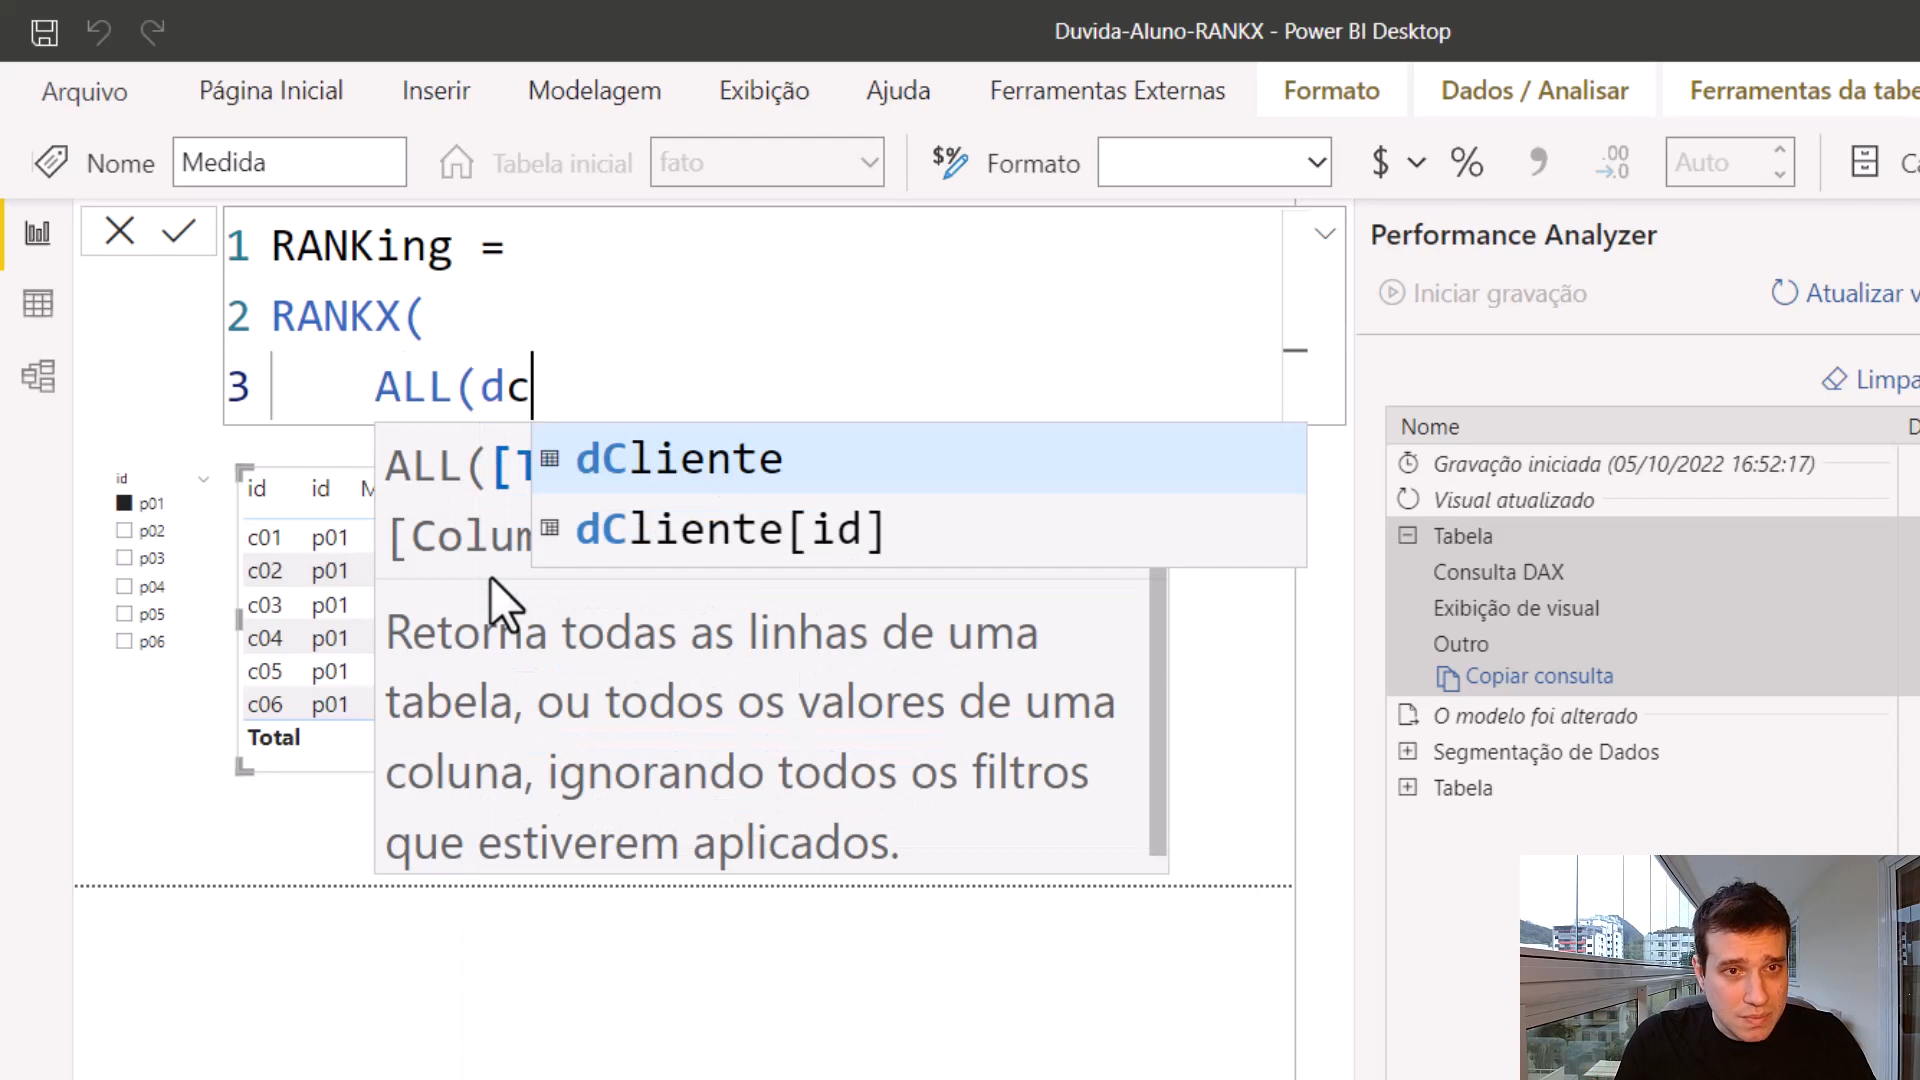 Duvida-Aluno-RANKX - Power BI Desktop
Arquivo Página Inicial Inserir Modelagem Exibição Ajuda Ferramentas Externas Formato Dados / Analisar Ferramentas da tabe
Nome Medida Tabela inicial fato Formato $ % .00 →.0 Auto
1 RANKing =
2 RANKX(
3 ALL(dc
dCliente
dCliente[id]
ALL([T
[Colum
Retorna todas as linhas de uma
tabela, ou todos os valores de uma
coluna, ignorando todos os filtros
que estiverem aplicados.
id
p01
p02
p03
p04
p05
p06
id id M
c01 p01
c02 p01
c03 p01
c04 p01
c05 p01
c06 p01
Total
Performance Analyzer
Iniciar gravação Atualizar v
Limpa
Nome D
Gravação iniciada (05/10/2022 16:52:17)
Visual atualizado
Tabela
Consulta DAX
Exibição de visual
Outro
Copiar consulta
O modelo foi alterado
Segmentação de Dados
Tabela